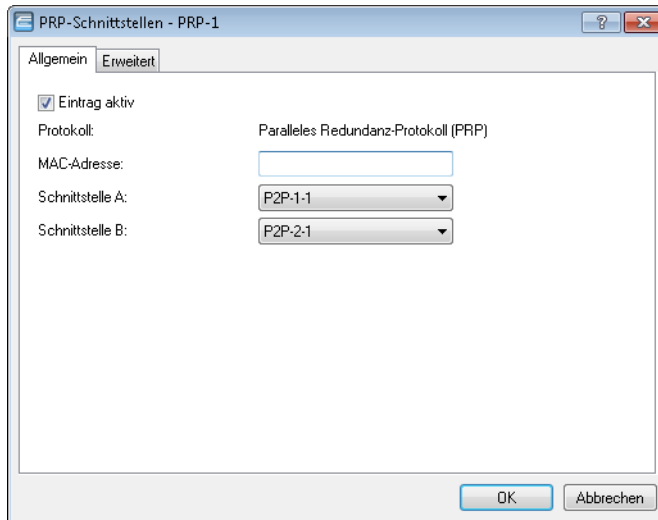 PRP-Schnittstellen - PRP-1
Allgemein Erweitert
Eintrag aktiv
Protokoll: Paralleles Redundanz-Protokoll (PRP)
MAC-Adresse:
Schnittstelle A: P2P-1-1
Schnittstelle B: P2P-2-1
OK Abbrechen